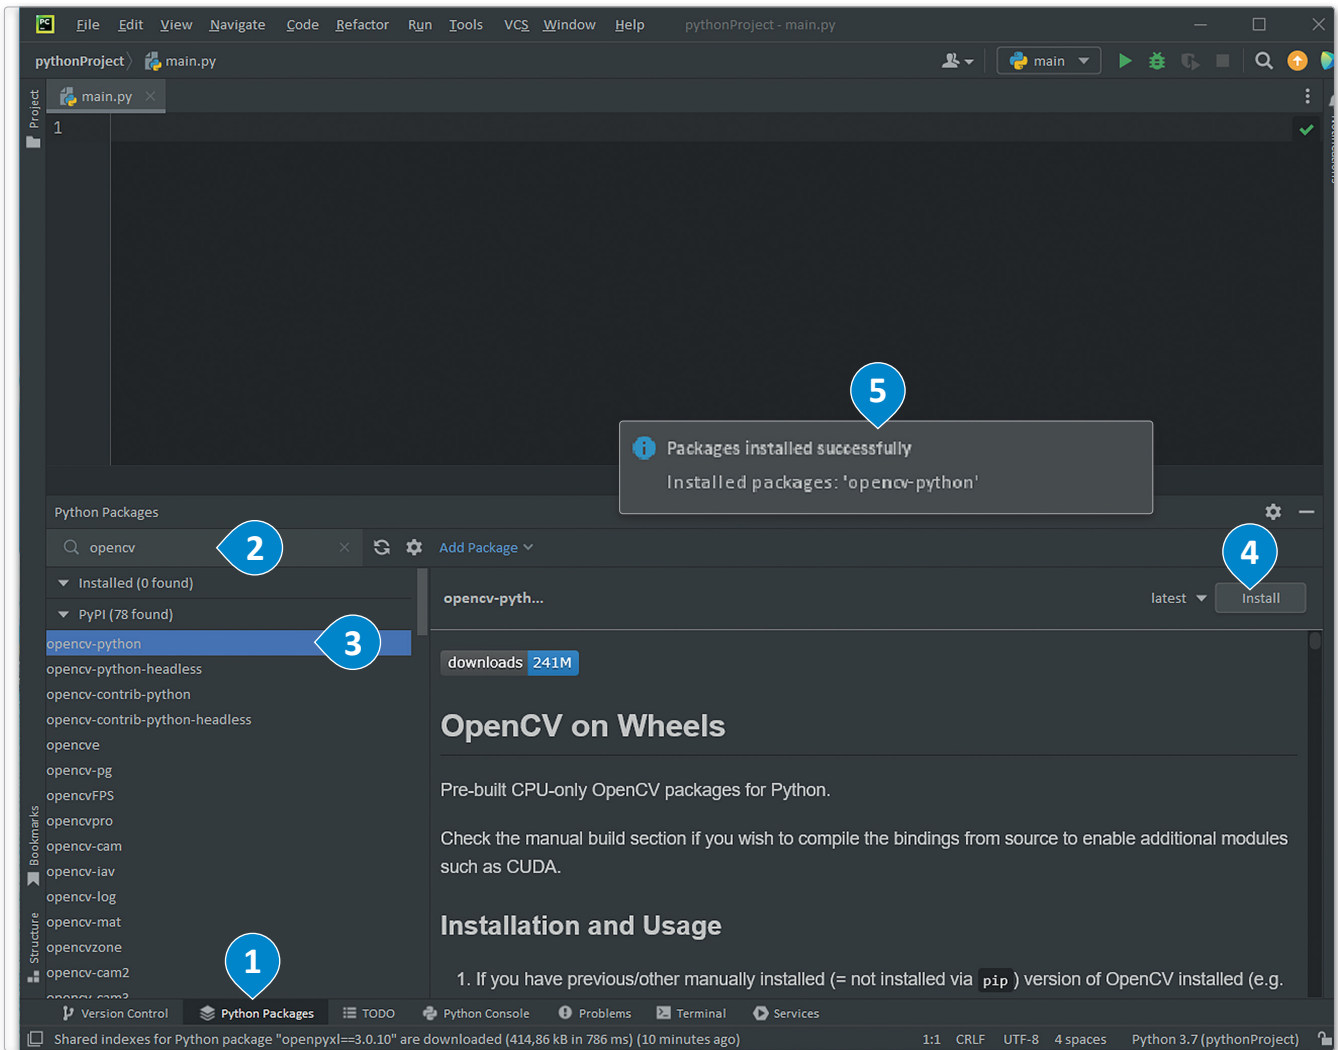 PC
File Edit View Navigate Code Refactor Run Tools VCS Window Help pythonProject - main.py
pythonProject main.py
main
Project
main.py
1
5
Packages installed successfully
Installed packages: 'opencv-python'
Python Packages
opencv
2
Add Package
4
Installed (0 found)
PyPI (78 found)
opencv-pyth...
latest
Install
opencv-python
3
opencv-python-headless
opencv-contrib-python
opencv-contrib-python-headless
opencve
opencv-pg
opencvFPS
opencvpro
opencv-cam
opencv-iav
opencv-log
opencv-mat
opencvzone
opencv-cam2
opencv-cam3
downloads 241M
OpenCV on Wheels
Pre-built CPU-only OpenCV packages for Python.
Check the manual build section if you wish to compile the bindings from source to enable additional modules
such as CUDA.
Installation and Usage
1. If you have previous/other manually installed (= not installed via pip ) version of OpenCV installed (e.g.
Bookmarks
Structure
1
Version Control Python Packages TODO Python Console Problems Terminal Services
Shared indexes for Python package "openpyxl==3.0.10" are downloaded (414,86 kB in 786 ms) (10 minutes ago) 1:1 CRLF UTF-8 4 spaces Python 3.7 (pythonProject)